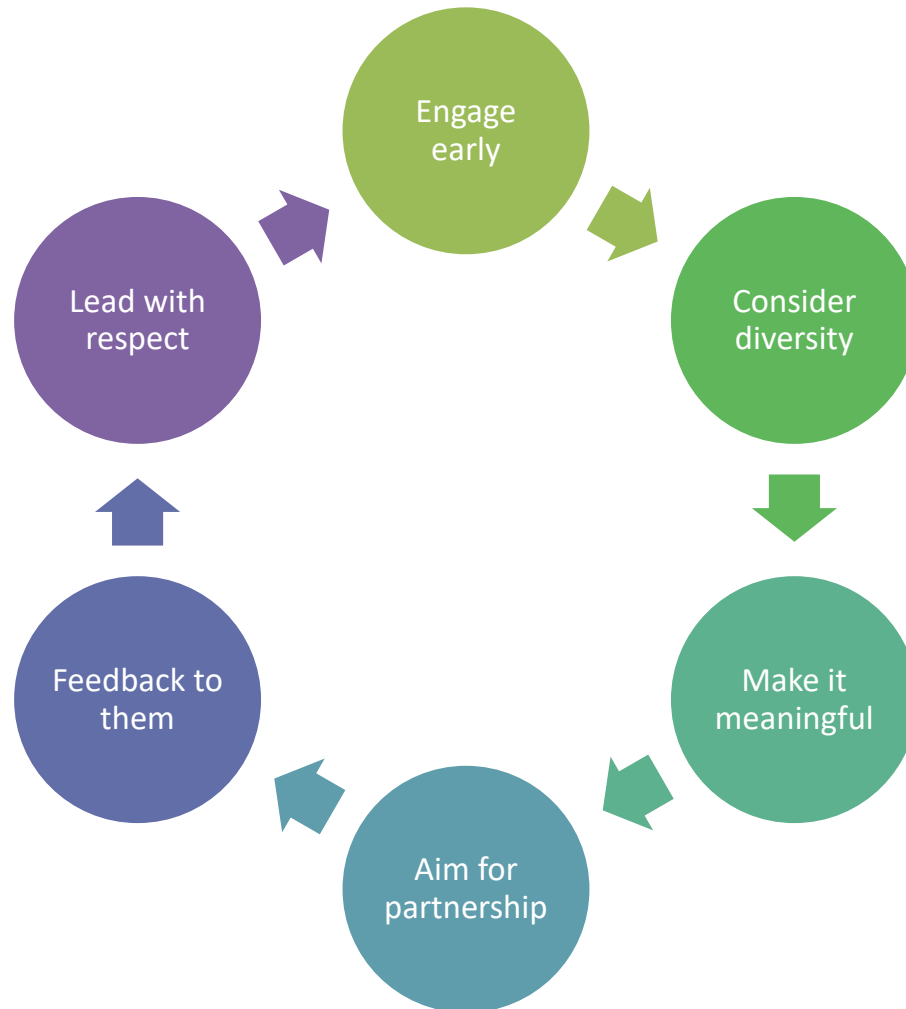 Engage
early
Consider
diversity
Make it
meaningful
Aim for
partnership
Feedback to
them
Lead with
respect